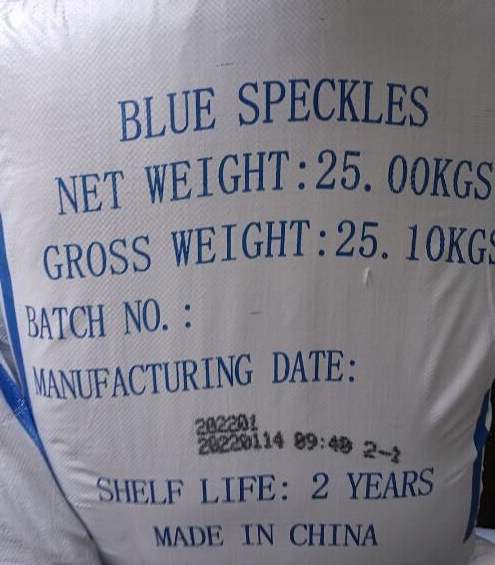 BLUE SPECKLES
NET WEIGHT:25.00KGS
GROSS WEIGHT:25.10KGS
BATCH NO.:
MANUFACTURING DATE:
202201
20220114 09:40 2-1
SHELF LIFE: 2 YEARS
MADE IN CHINA